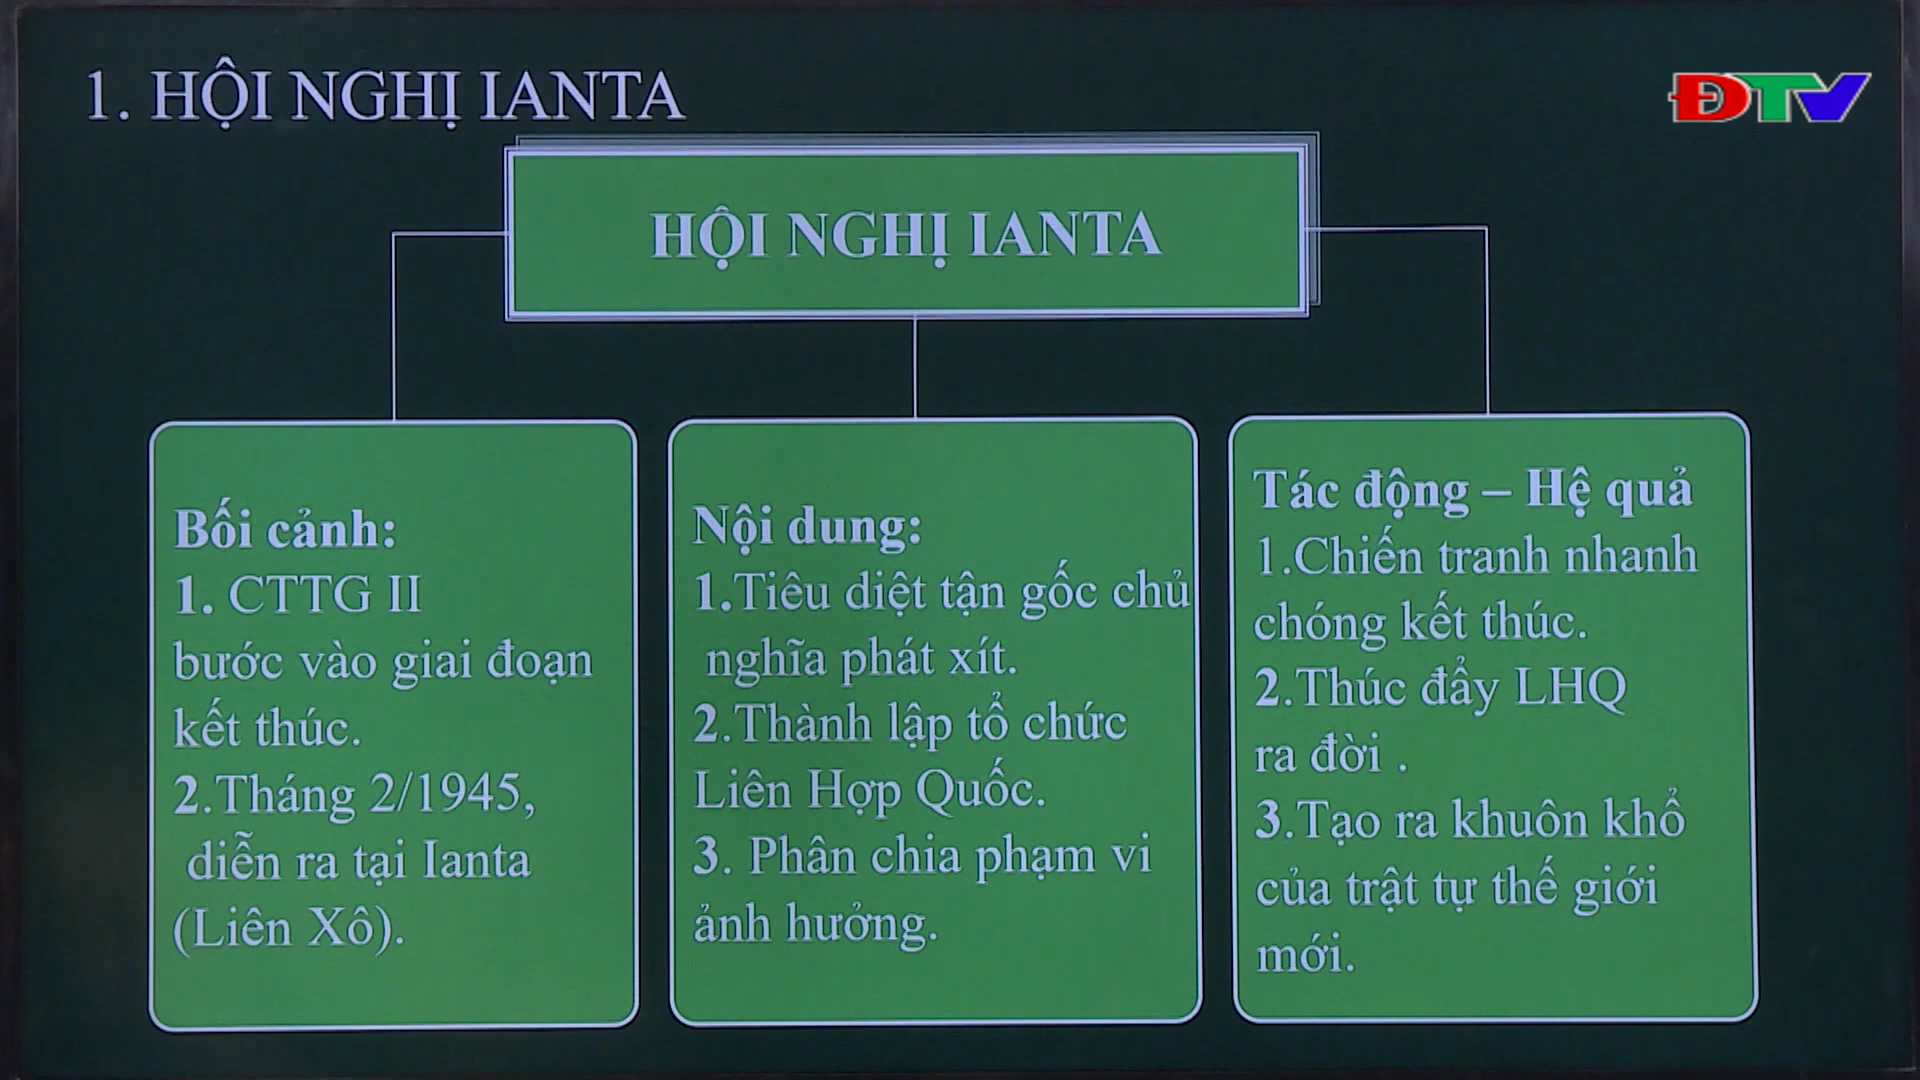 1. HỘI NGHỊ IANTA
ĐTV
HỘI NGHỊ IANTA
Bối cảnh:
1. CTTG II
bước vào giai đoạn
kết thúc.
2.Tháng 2/1945,
diễn ra tại Ianta
(Liên Xô).
Nội dung:
1.Tiêu diệt tận gốc chủ
nghĩa phát xít.
2.Thành lập tổ chức
Liên Hợp Quốc.
3. Phân chia phạm vi
ảnh hưởng.
Tác động – Hệ quả
1.Chiến tranh nhanh
chóng kết thúc.
2.Thúc đẩy LHQ
ra đời .
3.Tạo ra khuôn khổ
của trật tự thế giới
mới.